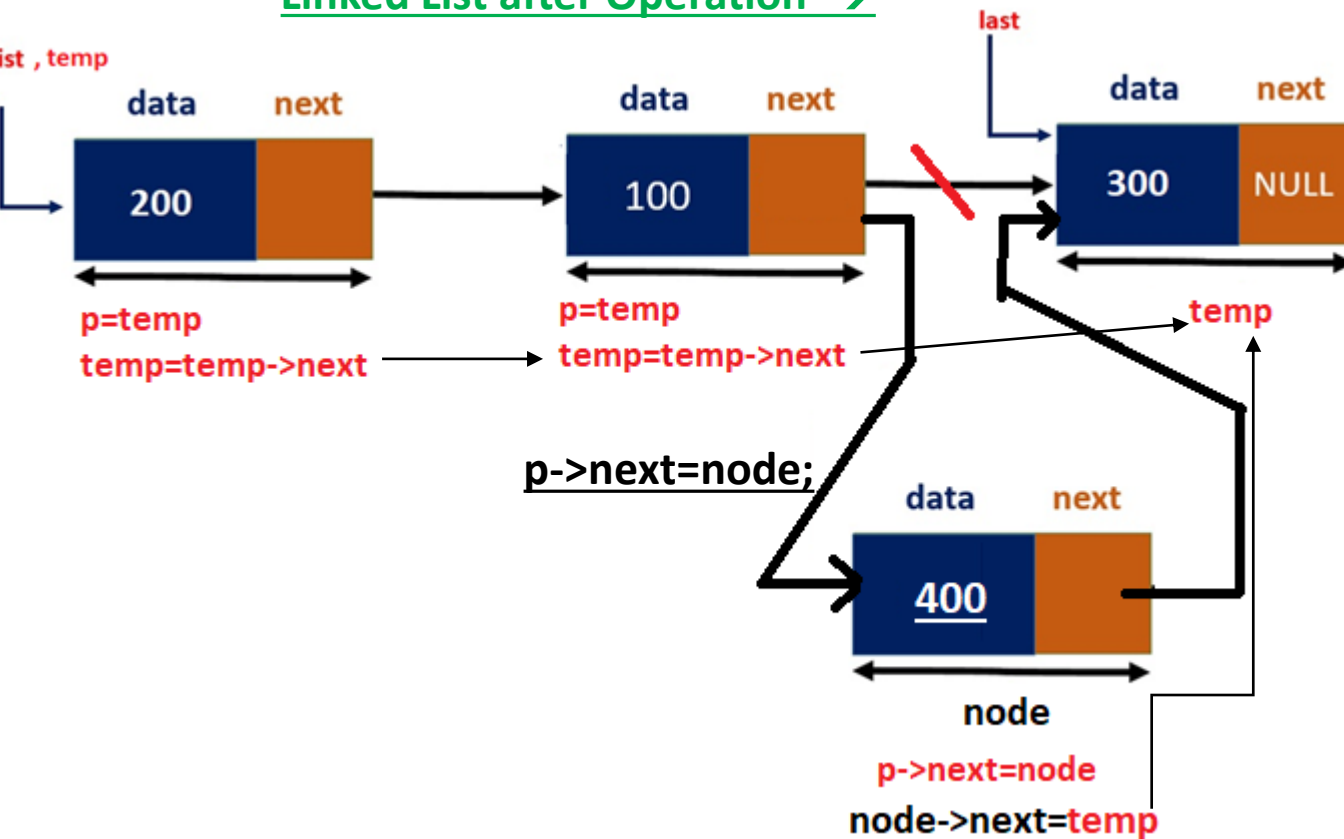 Linked List after Operation →
last
ist , temp
data next
data next
data next
200
100
300 NULL
p=temp
temp=temp->next
p=temp
temp=temp->next
temp
p->next=node;
data next
400
node
p->next=node
node->next=temp